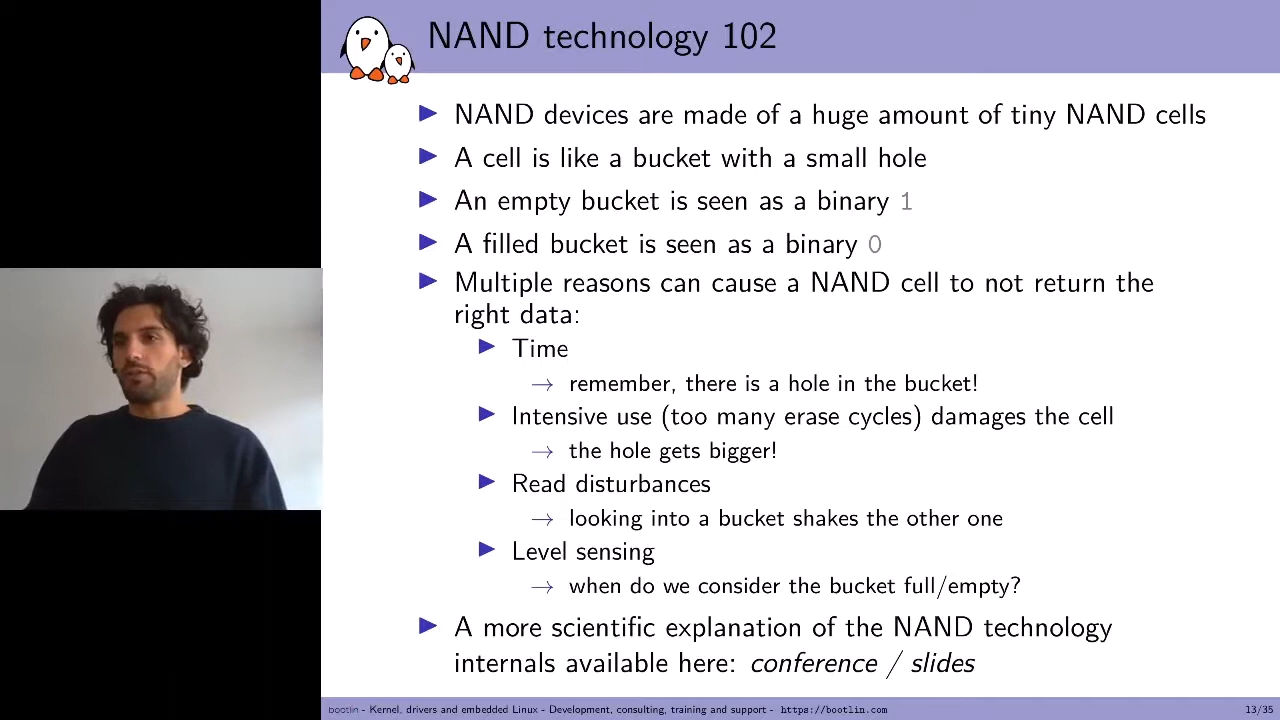 NAND technology 102
▶ NAND devices are made of a huge amount of tiny NAND cells
▶ A cell is like a bucket with a small hole
▶ An empty bucket is seen as a binary 1
▶ A filled bucket is seen as a binary 0
▶ Multiple reasons can cause a NAND cell to not return the
right data:
▶ Time
→ remember, there is a hole in the bucket!
▶ Intensive use (too many erase cycles) damages the cell
→ the hole gets bigger!
▶ Read disturbances
→ looking into a bucket shakes the other one
▶ Level sensing
→ when do we consider the bucket full/empty?
▶ A more scientific explanation of the NAND technology
internals available here: conference / slides
bootlin - Kernel, drivers and embedded Linux - Development, consulting, training and support - https://bootlin.com 13/35